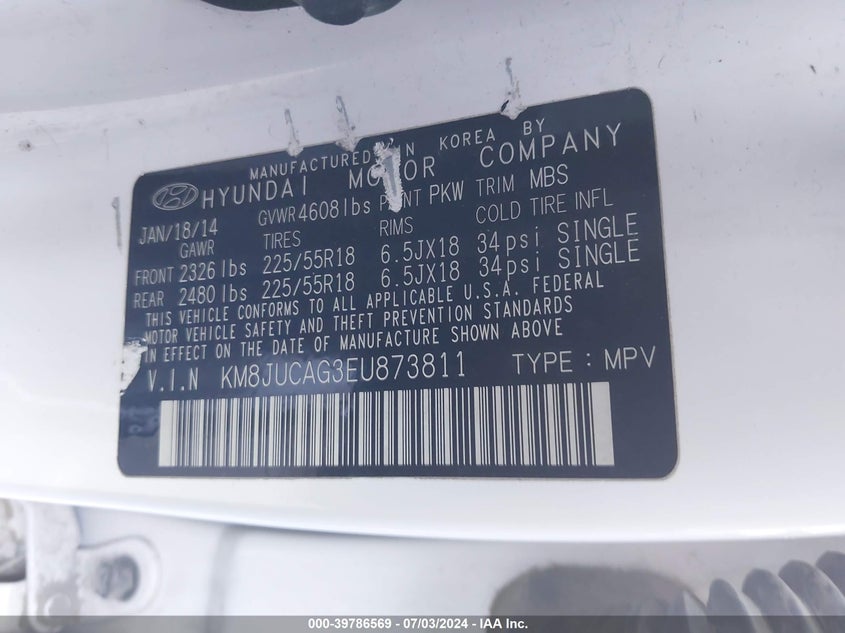 MANUFACTURED IN KOREA BY
HYUNDAI MOTOR COMPANY
JAN/18/14 GVWR 4608 lbs PAINT PKW TRIM MBS
GAWR TIRES RIMS COLD TIRE INFL
FRONT 2326 lbs 225/55R18 6.5JX18 34psi SINGLE
REAR 2480 lbs 225/55R18 6.5JX18 34psi SINGLE
THIS VEHICLE CONFORMS TO ALL APPLICABLE U.S.A. FEDERAL
MOTOR VEHICLE SAFETY AND THEFT PREVENTION STANDARDS
IN EFFECT ON THE DATE OF MANUFACTURE SHOWN ABOVE
V.I.N KM8JUCAG3EU873811 TYPE : MPV
000-39786569 / 07/03/2024 - © IAA Inc.